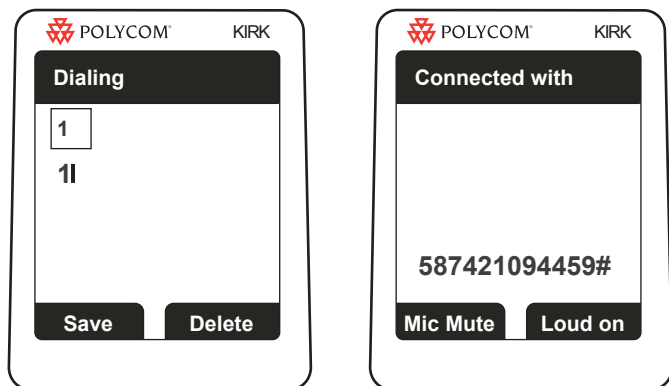 POLYCOM® KIRK
Dialing
1
1
Save Delete
POLYCOM® KIRK
Connected with
587421094459#
Mic Mute Loud on